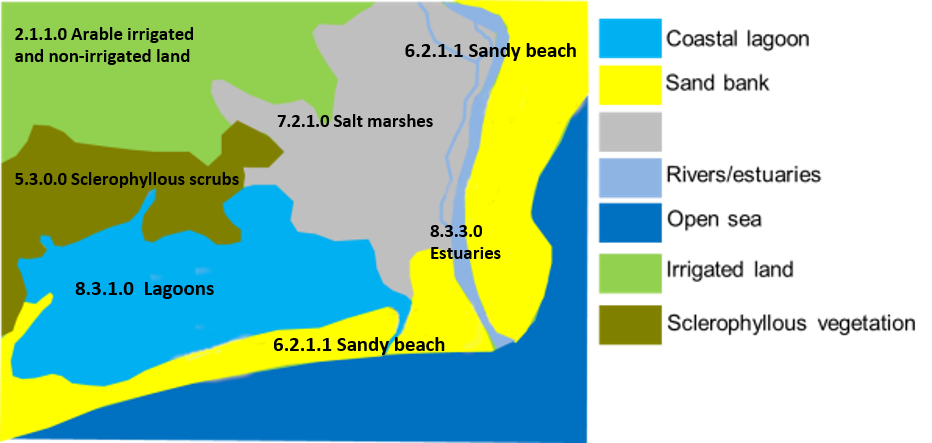 2.1.1.0 Arable irrigated
and non-irrigated land
6.2.1.1 Sandy beach
7.2.1.0 Salt marshes
5.3.0.0 Sclerophyllous scrubs
8.3.3.0
Estuaries
8.3.1.0 Lagoons
6.2.1.1 Sandy beach
Coastal lagoon
Sand bank
Rivers/estuaries
Open sea
Irrigated land
Sclerophyllous vegetation